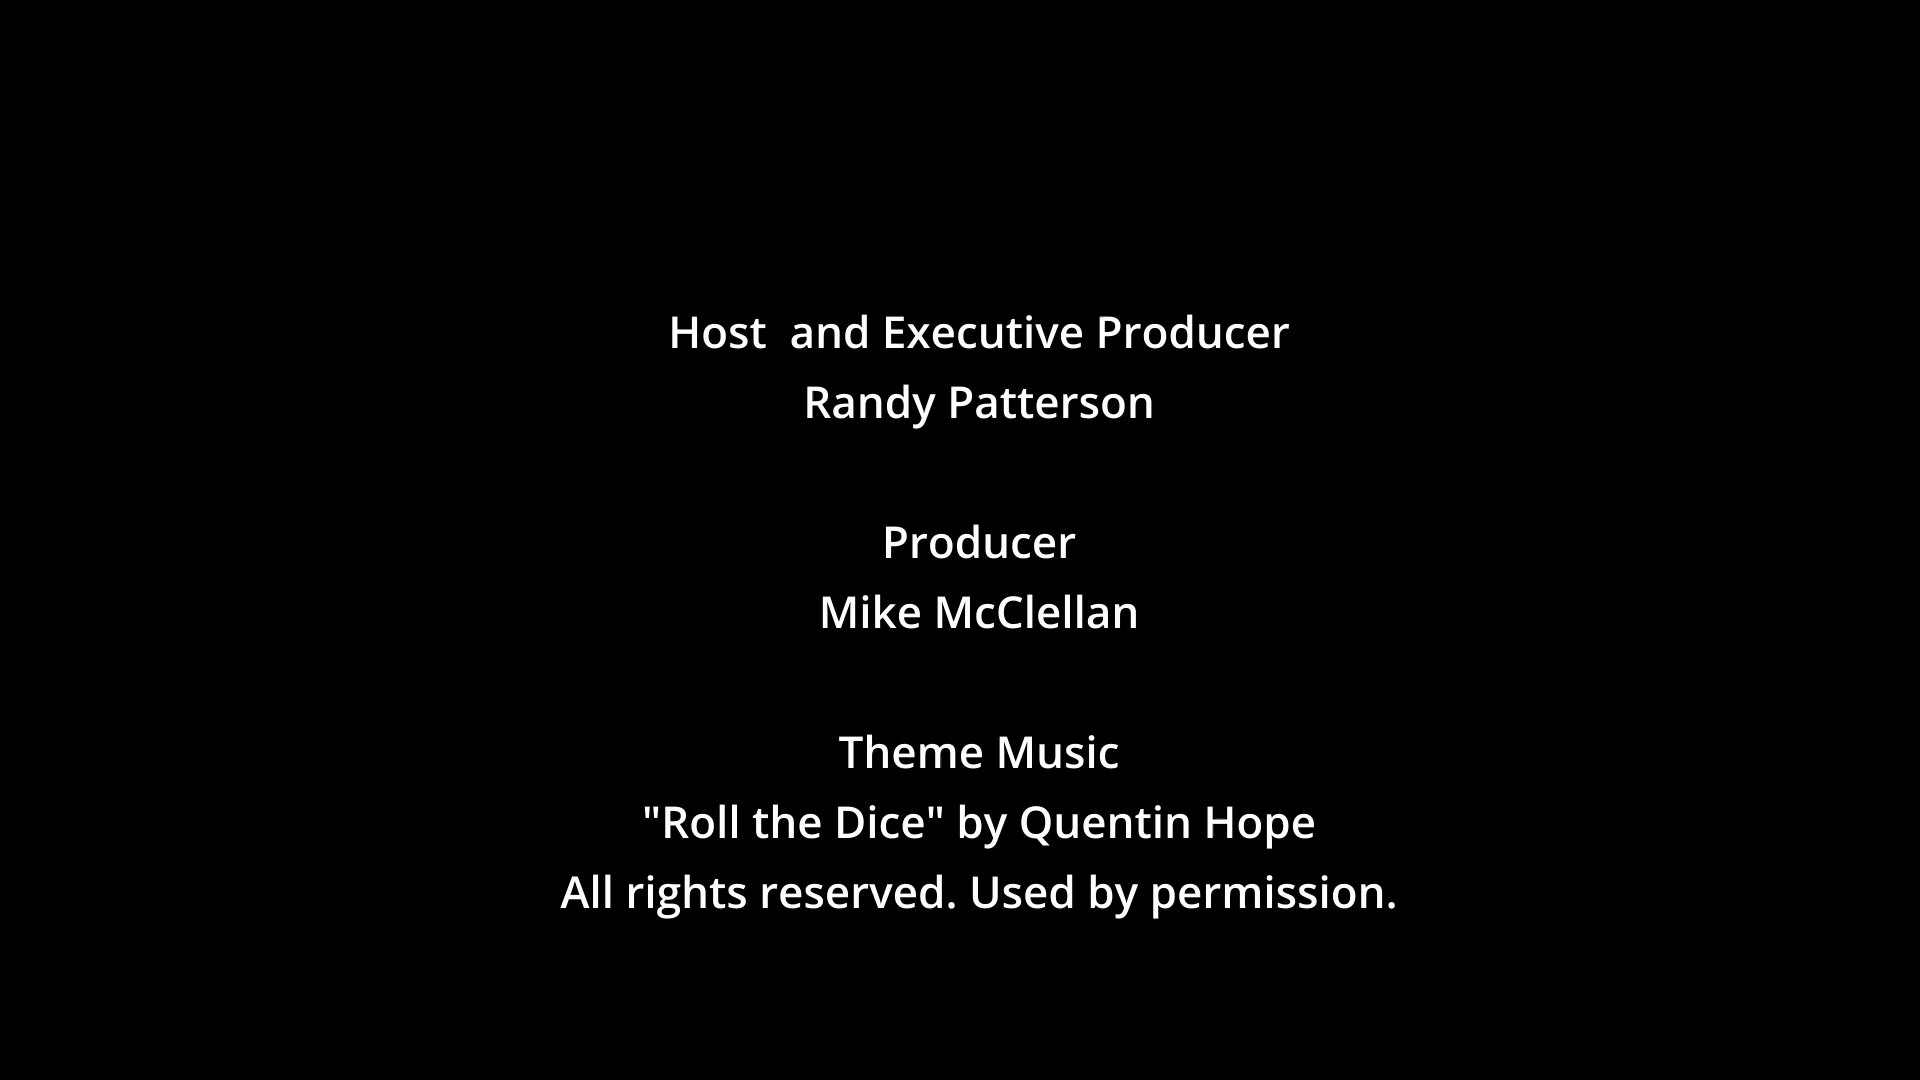 Host  and Executive Producer
Randy Patterson
Producer
Mike McClellan
Theme Music
"Roll the Dice" by Quentin Hope
All rights reserved. Used by permission.